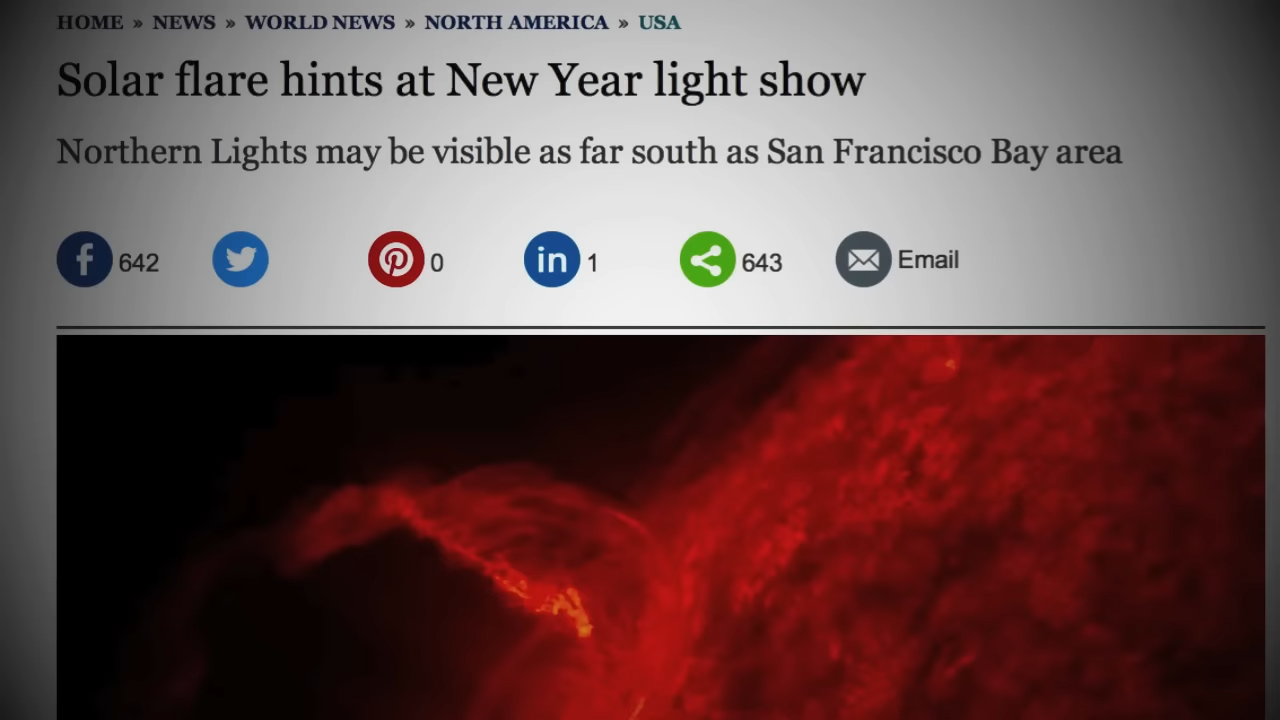 HOME » NEWS » WORLD NEWS » NORTH AMERICA » USA
Solar flare hints at New Year light show
Northern Lights may be visible as far south as San Francisco Bay area
f 642 0 in 1 643 Email